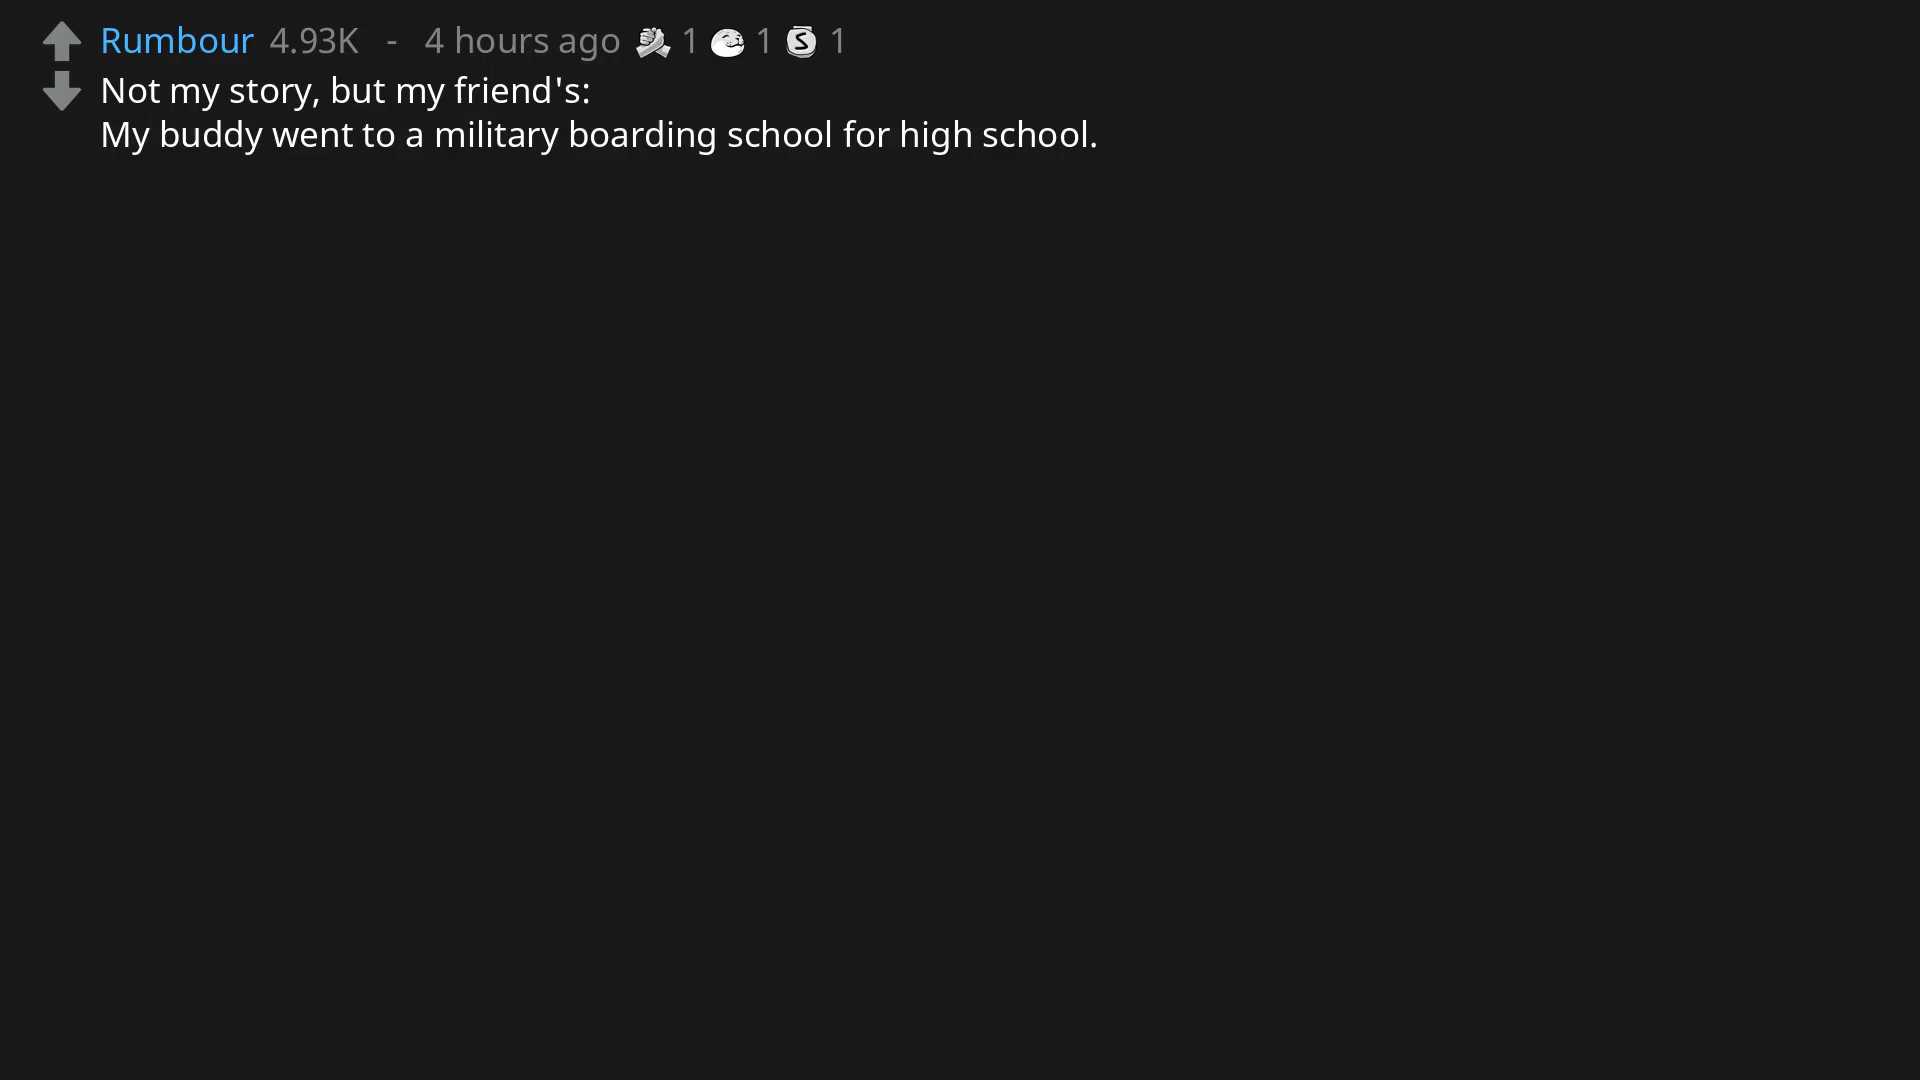 Rumbour 4.93K - 4 hours ago 1 1 S 1
Not my story, but my friend's:
My buddy went to a military boarding school for high school.